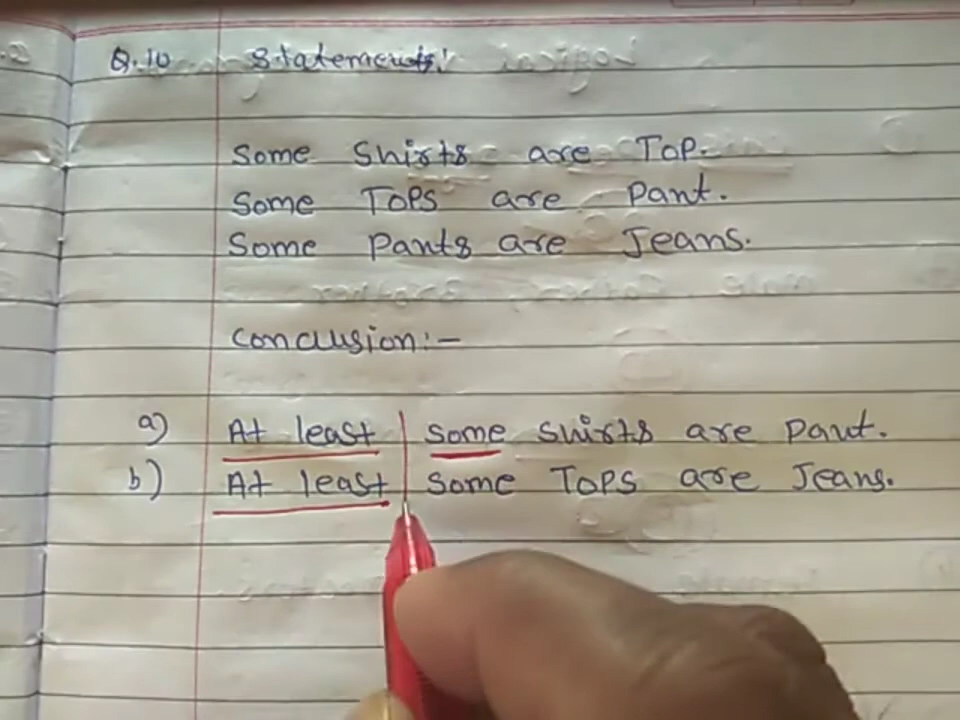 Q.10 Statements:
Some Shirts are Top.
Some Tops are Pant.
Some Pants are Jeans.
Conclusion:-
a) At least some shirts are Pant.
b) At least some Tops are Jeans.